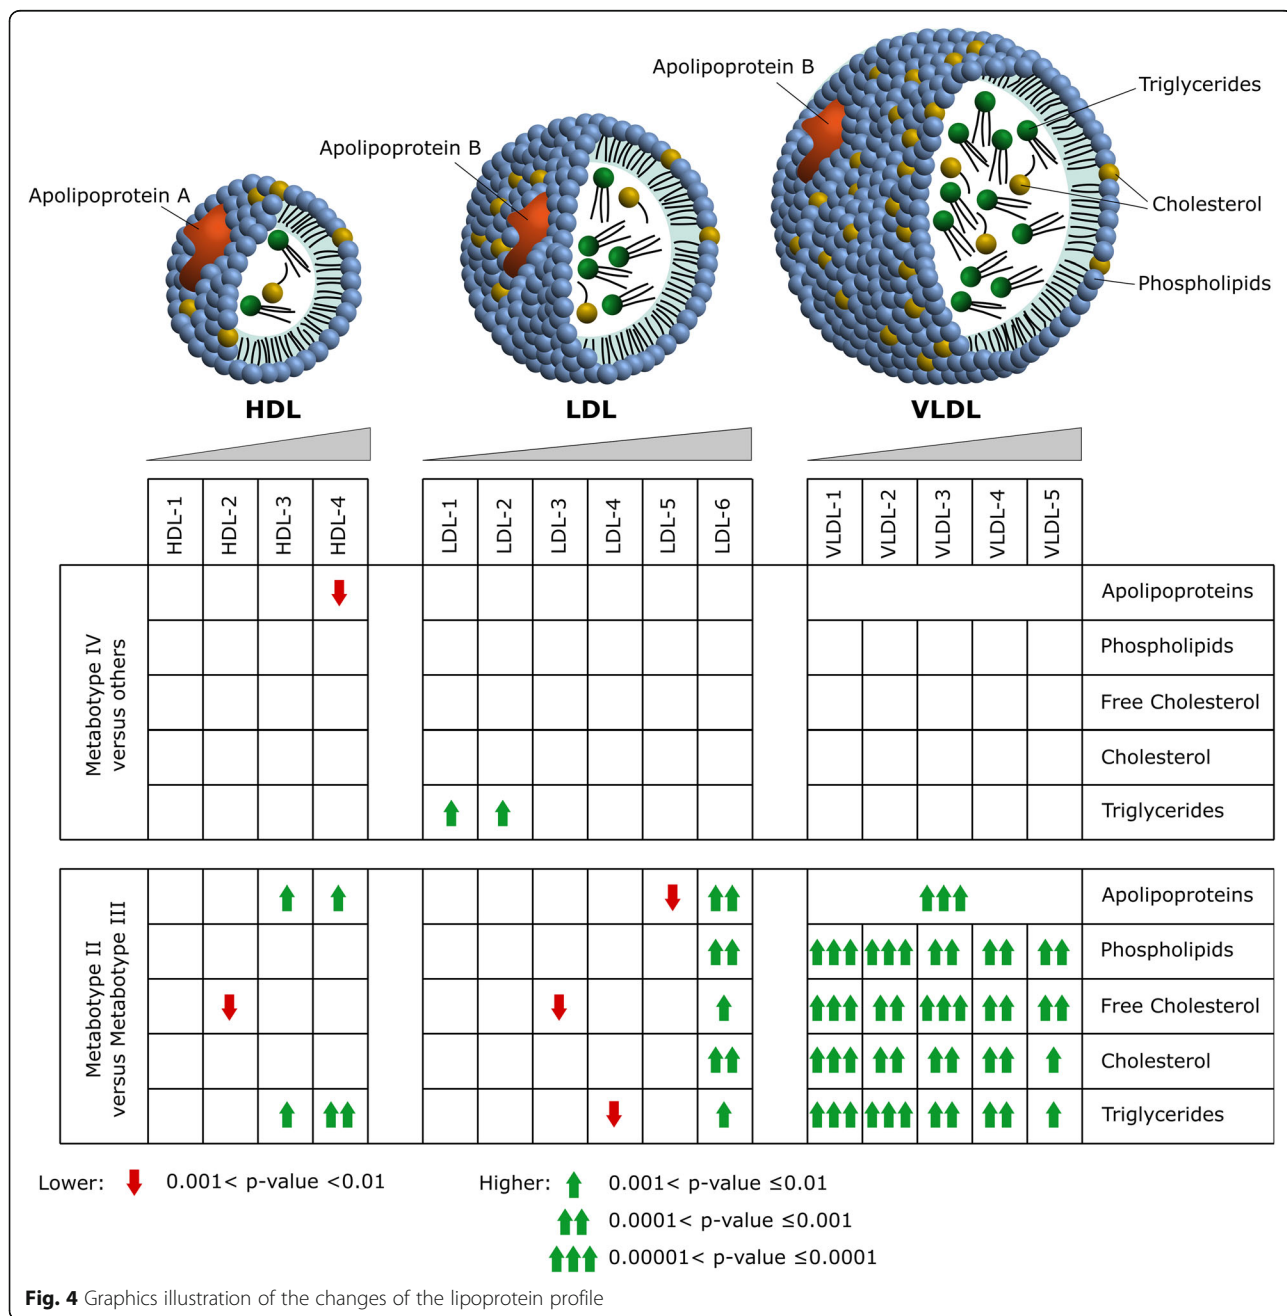 Apolipoprotein B
Triglycerides
Apolipoprotein B
Apolipoprotein A
Cholesterol
Phospholipids
HDL
LDL
VLDL
HDL-1
HDL-2
HDL-3
HDL-4
LDL-1
LDL-2
LDL-3
LDL-4
LDL-5
LDL-6
VLDL-1
VLDL-2
VLDL-3
VLDL-4
VLDL-5
Metabotype IV
versus others
Apolipoproteins
Phospholipids
Free Cholesterol
Cholesterol
Triglycerides
Metabotype II
versus Metabotype III
Apolipoproteins
Phospholipids
Free Cholesterol
Cholesterol
Triglycerides
Lower: 0.001< p-value <0.01
Higher: 0.001< p-value ≤0.01
0.0001< p-value ≤0.001
0.00001< p-value ≤0.0001
Fig. 4 Graphics illustration of the changes of the lipoprotein profile